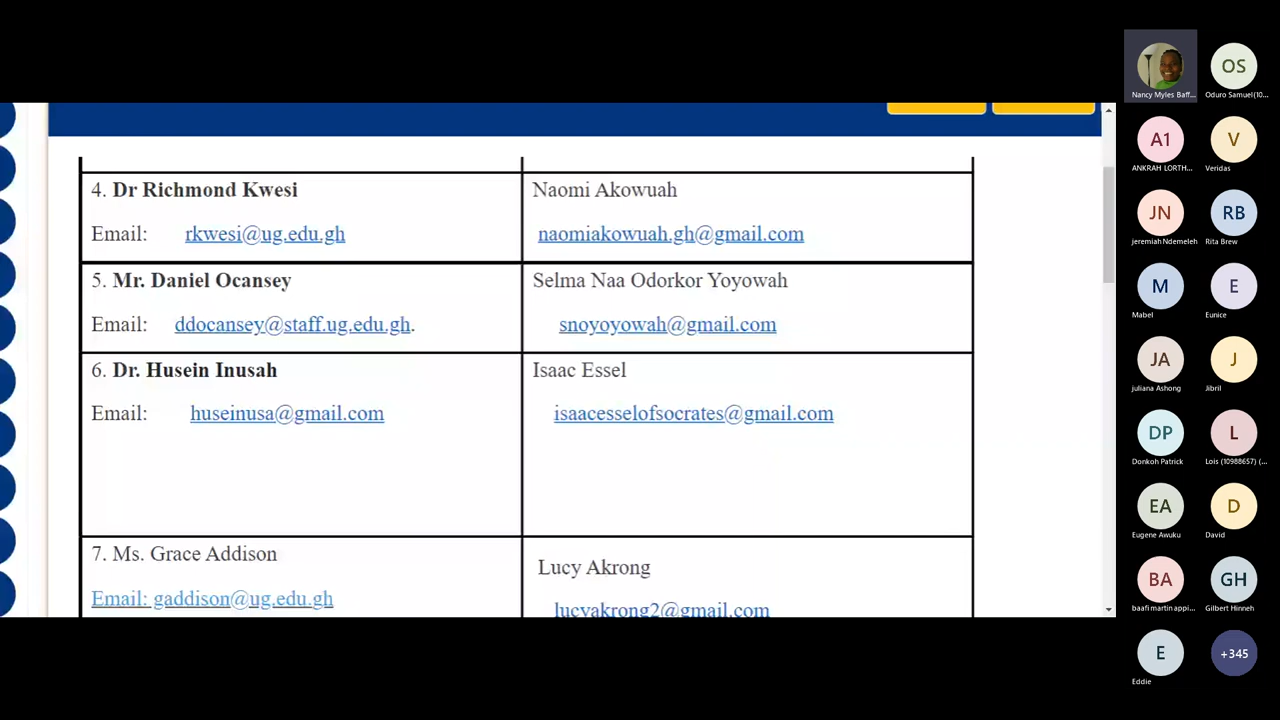 4. Dr Richmond Kwesi
Naomi Akowuah
Email: rkwesi@ug.edu.gh
naomiakowuah.gh@gmail.com
5. Mr. Daniel Ocansey
Selma Naa Odorkor Yoyowah
Email: ddocansey@staff.ug.edu.gh.
snoyoyowah@gmail.com
6. Dr. Husein Inusah
Isaac Essel
Email: huseinusa@gmail.com
isaacesselofsocrates@gmail.com
7. Ms. Grace Addison
Lucy Akrong
Email: gaddison@ug.edu.gh
lucyakrong2@gmail.com
Nancy Myles Baff...
OS
Oduro Samuel(10...
A1
ANKRAH LORTH...
V
Veridas
JN
jeremiah Ndemeleh
RB
Rita Brew
M
Mabel
E
Eunice
JA
juliana Ashong
J
Jibril
DP
Donkoh Patrick
L
Lois (10988657) (...
EA
Eugene Awuku
D
David
BA
baafi martin appi...
GH
Gilbert Hinneh
E
Eddie
+345